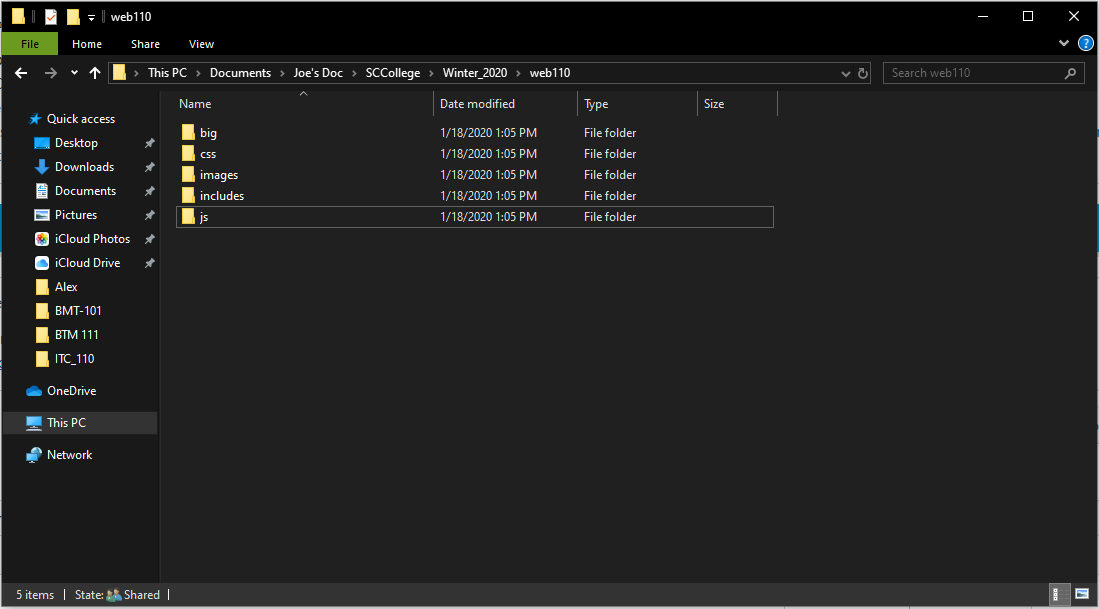 web110
File Home Share View
This PC Documents Joe's Doc SCCollege Winter_2020 web110 Search web110
Name Date modified Type Size
big 1/18/2020 1:05 PM File folder
css 1/18/2020 1:05 PM File folder
images 1/18/2020 1:05 PM File folder
includes 1/18/2020 1:05 PM File folder
js 1/18/2020 1:05 PM File folder
Quick access
Desktop
Downloads
Documents
Pictures
iCloud Photos
iCloud Drive
Alex
BMT-101
BTM 111
ITC_110
OneDrive
This PC
Network
5 items State: Shared